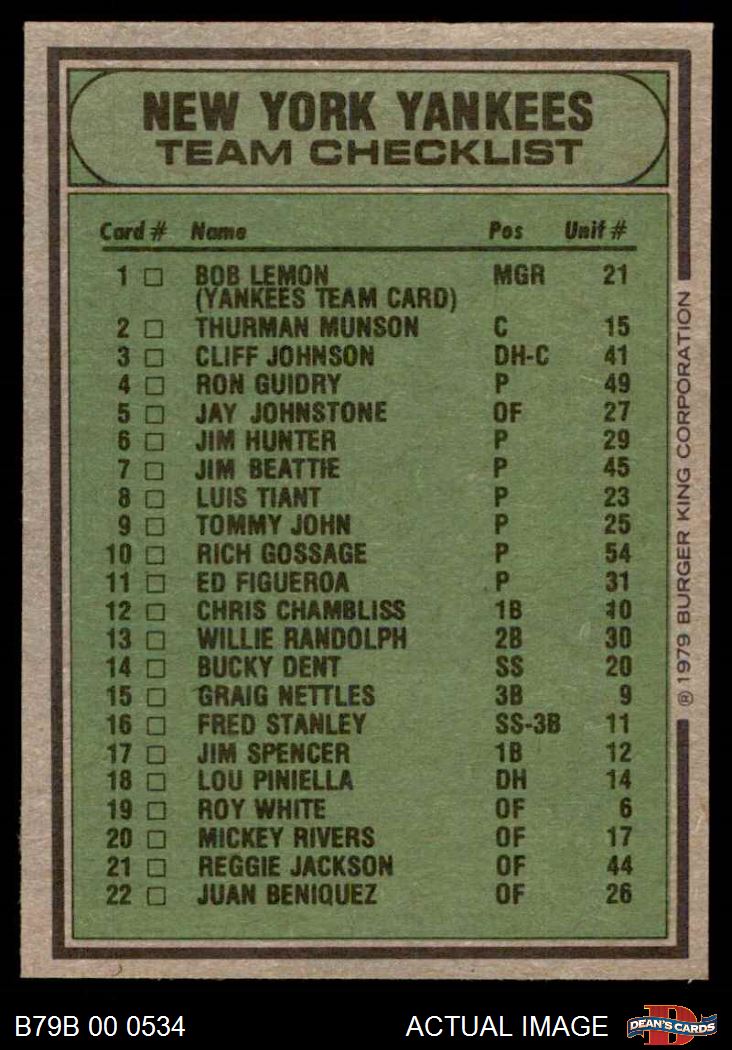 NEW YORK YANKEES
TEAM CHECKLIST
Card # Name Pos Unif #
1 BOB LEMON MGR 21
(YANKEES TEAM CARD)
2 THURMAN MUNSON C 15
3 CLIFF JOHNSON DH-C 41
4 RON GUIDRY P 49
5 JAY JOHNSTONE OF 27
6 JIM HUNTER P 29
7 JIM BEATTIE P 45
8 LUIS TIANT P 23
9 TOMMY JOHN P 25
10 RICH GOSSAGE P 54
11 ED FIGUEROA P 31
12 CHRIS CHAMBLISS 1B 10
13 WILLIE RANDOLPH 2B 30
14 BUCKY DENT SS 20
15 GRAIG NETTLES 3B 9
16 FRED STANLEY SS-3B 11
17 JIM SPENCER 1B 12
18 LOU PINIELLA DH 14
19 ROY WHITE OF 6
20 MICKEY RIVERS OF 17
21 REGGIE JACKSON OF 44
22 JUAN BENIQUEZ OF 26
® 1979 BURGER KING CORPORATION
B79B 00 0534 ACTUAL IMAGE
D
DEAN'S CARDS